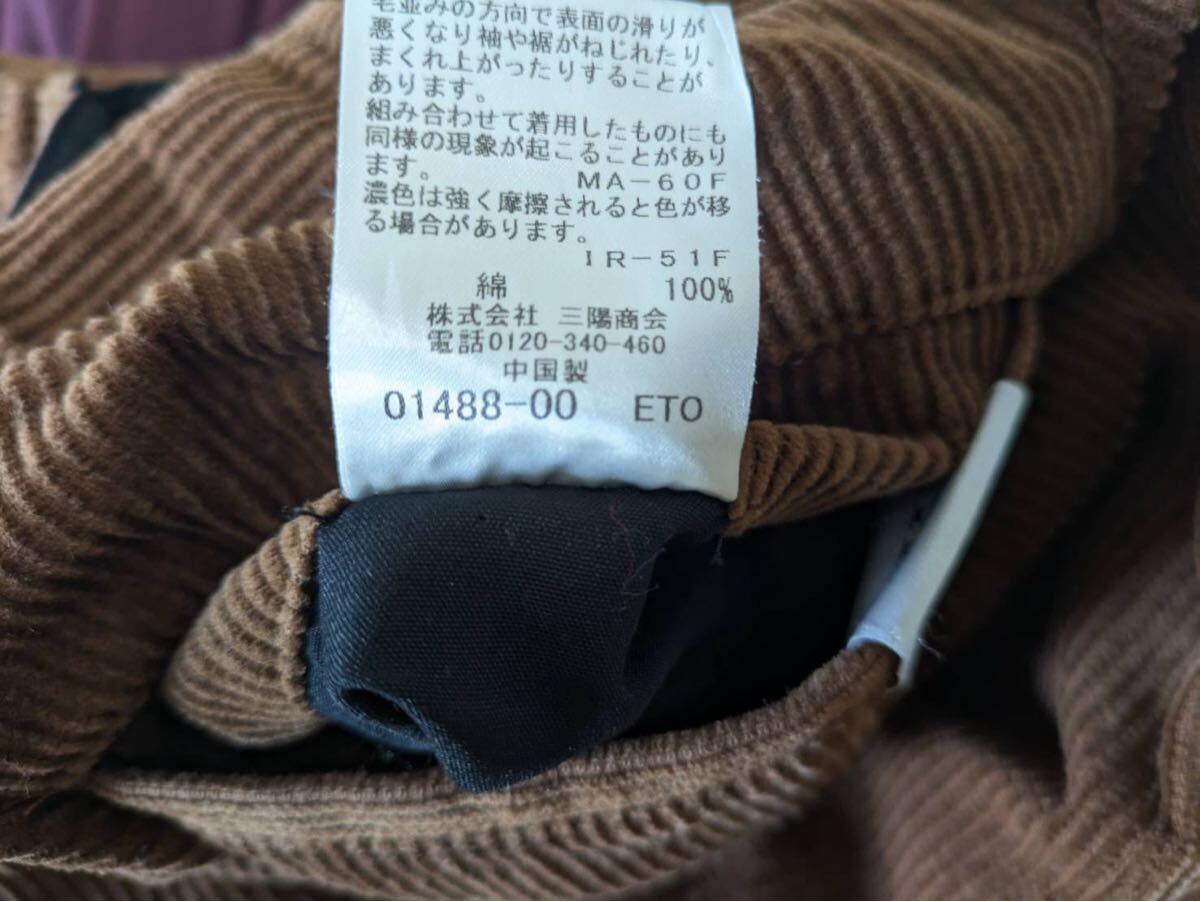 毛並みの方向で表面の滑りが
悪くなり袖や裾がねじれたり、
まくれ上がったりすることが
あります。
組み合わせて着用したものにも
同様の現象が起こることがあり
ます。 MA-60F
濃色は強く摩擦されると色が移
る場合があります。
IR-51F
綿 100%
株式会社 三陽商会
電話0120-340-460
中国製
01488-00 ETO